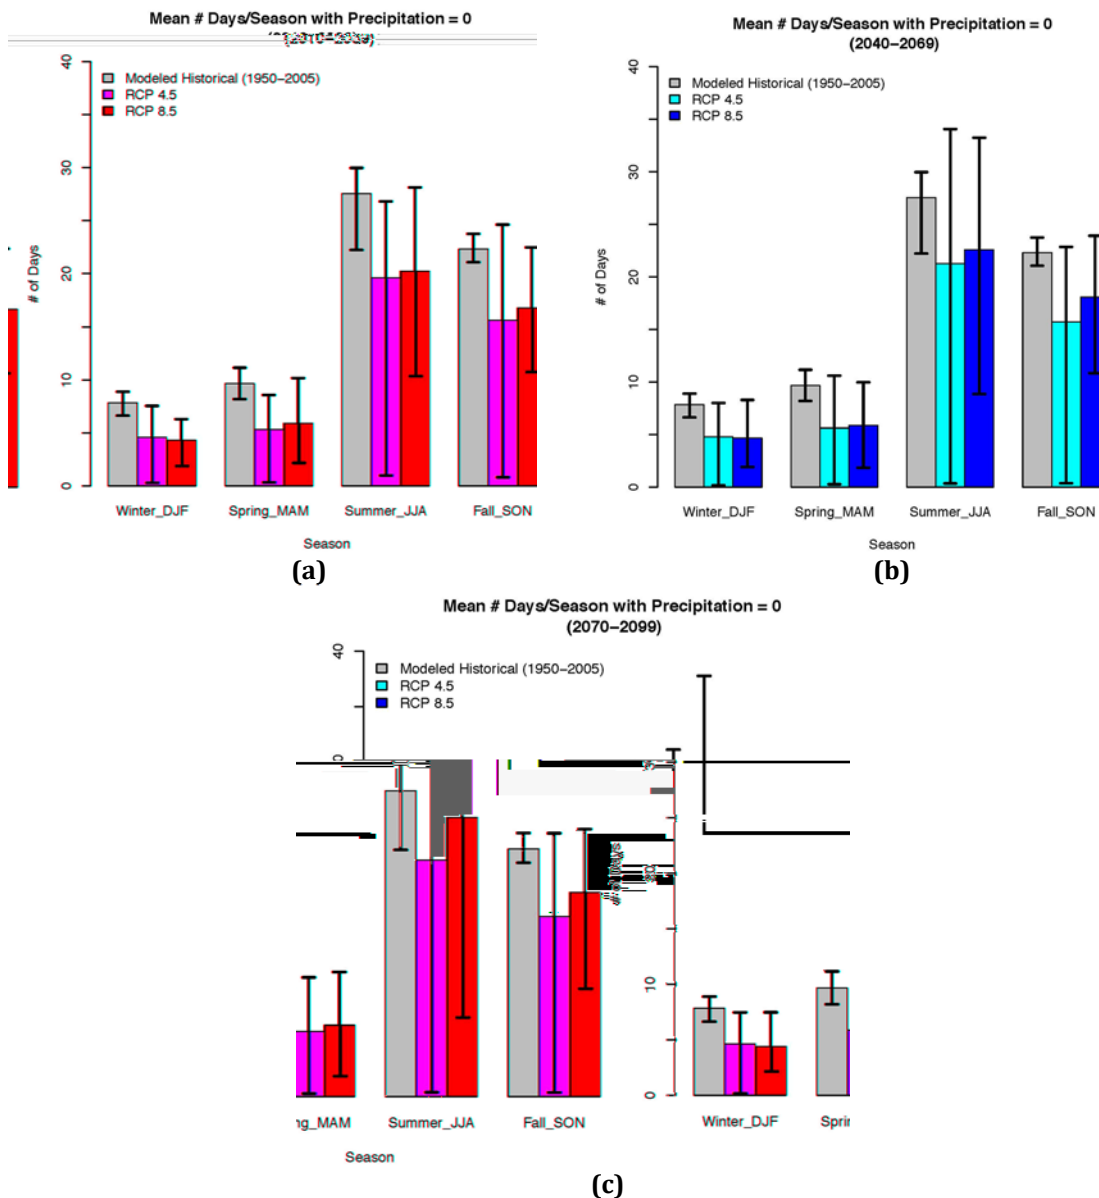 Mean # Days/Season with Precipitation = 0
40
Modeled Historical (1950–2005)
RCP 4.5
RCP 8.5
30
20
10
0
# of Days
Winter_DJF
Spring_MAM
Summer_JJA
Fall_SON
Season
(a)
Mean # Days/Season with Precipitation = 0
(2040–2069)
40
Modeled Historical (1950–2005)
RCP 4.5
RCP 8.5
30
20
10
0
# of Days
Winter_DJF
Spring_MAM
Summer_JJA
Fall_SON
Season
(b)
Mean # Days/Season with Precipitation = 0
(2070–2099)
40
Modeled Historical (1950–2005)
RCP 4.5
RCP 8.5
# of Days
10
0
ng_MAM
Summer_JJA
Fall_SON
Winter_DJF
Sprin
Season
(c)